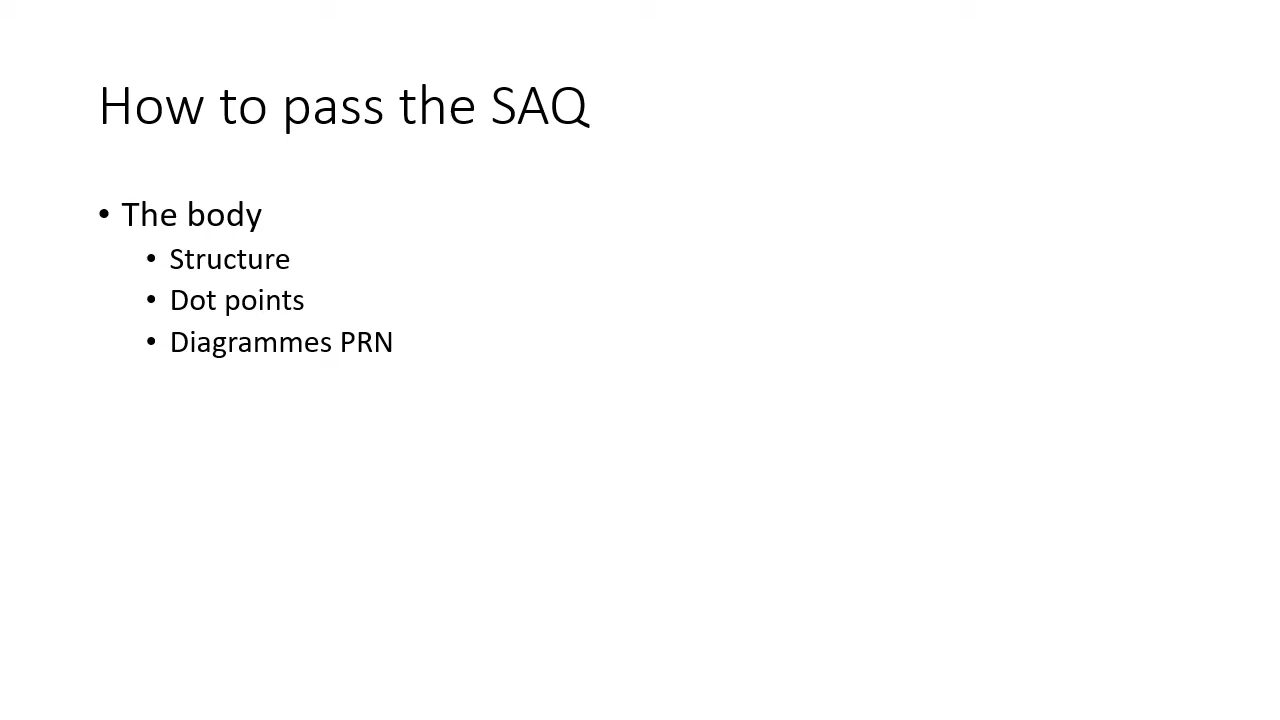 How to pass the SAQ
• The body
• Structure
• Dot points
• Diagrammes PRN